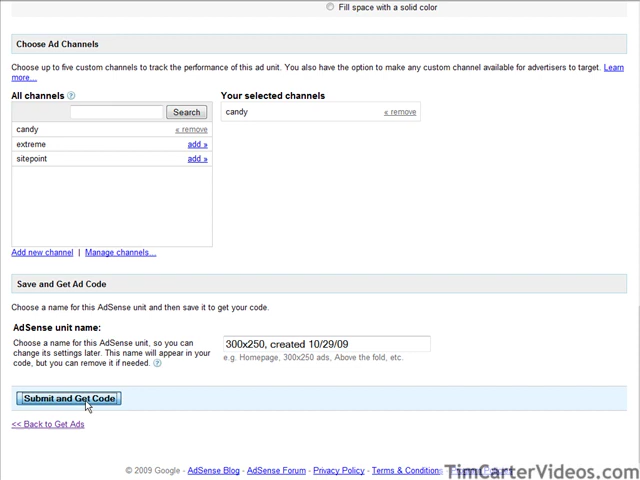 Fill space with a solid color
Choose Ad Channels
Choose up to five custom channels to track the performance of this ad unit. You also have the option to make any custom channel available for advertisers to target. Learn
more...
All channels ?
Your selected channels
Search
candy « remove
candy « remove
extreme add »
sitepoint add »
Add new channel | Manage channels...
Save and Get Ad Code
Choose a name for this AdSense unit and then save it to get your code.
AdSense unit name:
Choose a name for this AdSense unit, so you can
change its settings later. This name will appear in your
code, but you can remove it if needed. ?
300x250, created 10/29/09
e.g. Homepage, 300x250 ads, Above the fold, etc.
Submit and Get Code
<< Back to Get Ads
© 2009 Google - AdSense Blog - AdSense Forum - Privacy Policy - Terms & Conditions
TimCarterVideos.com